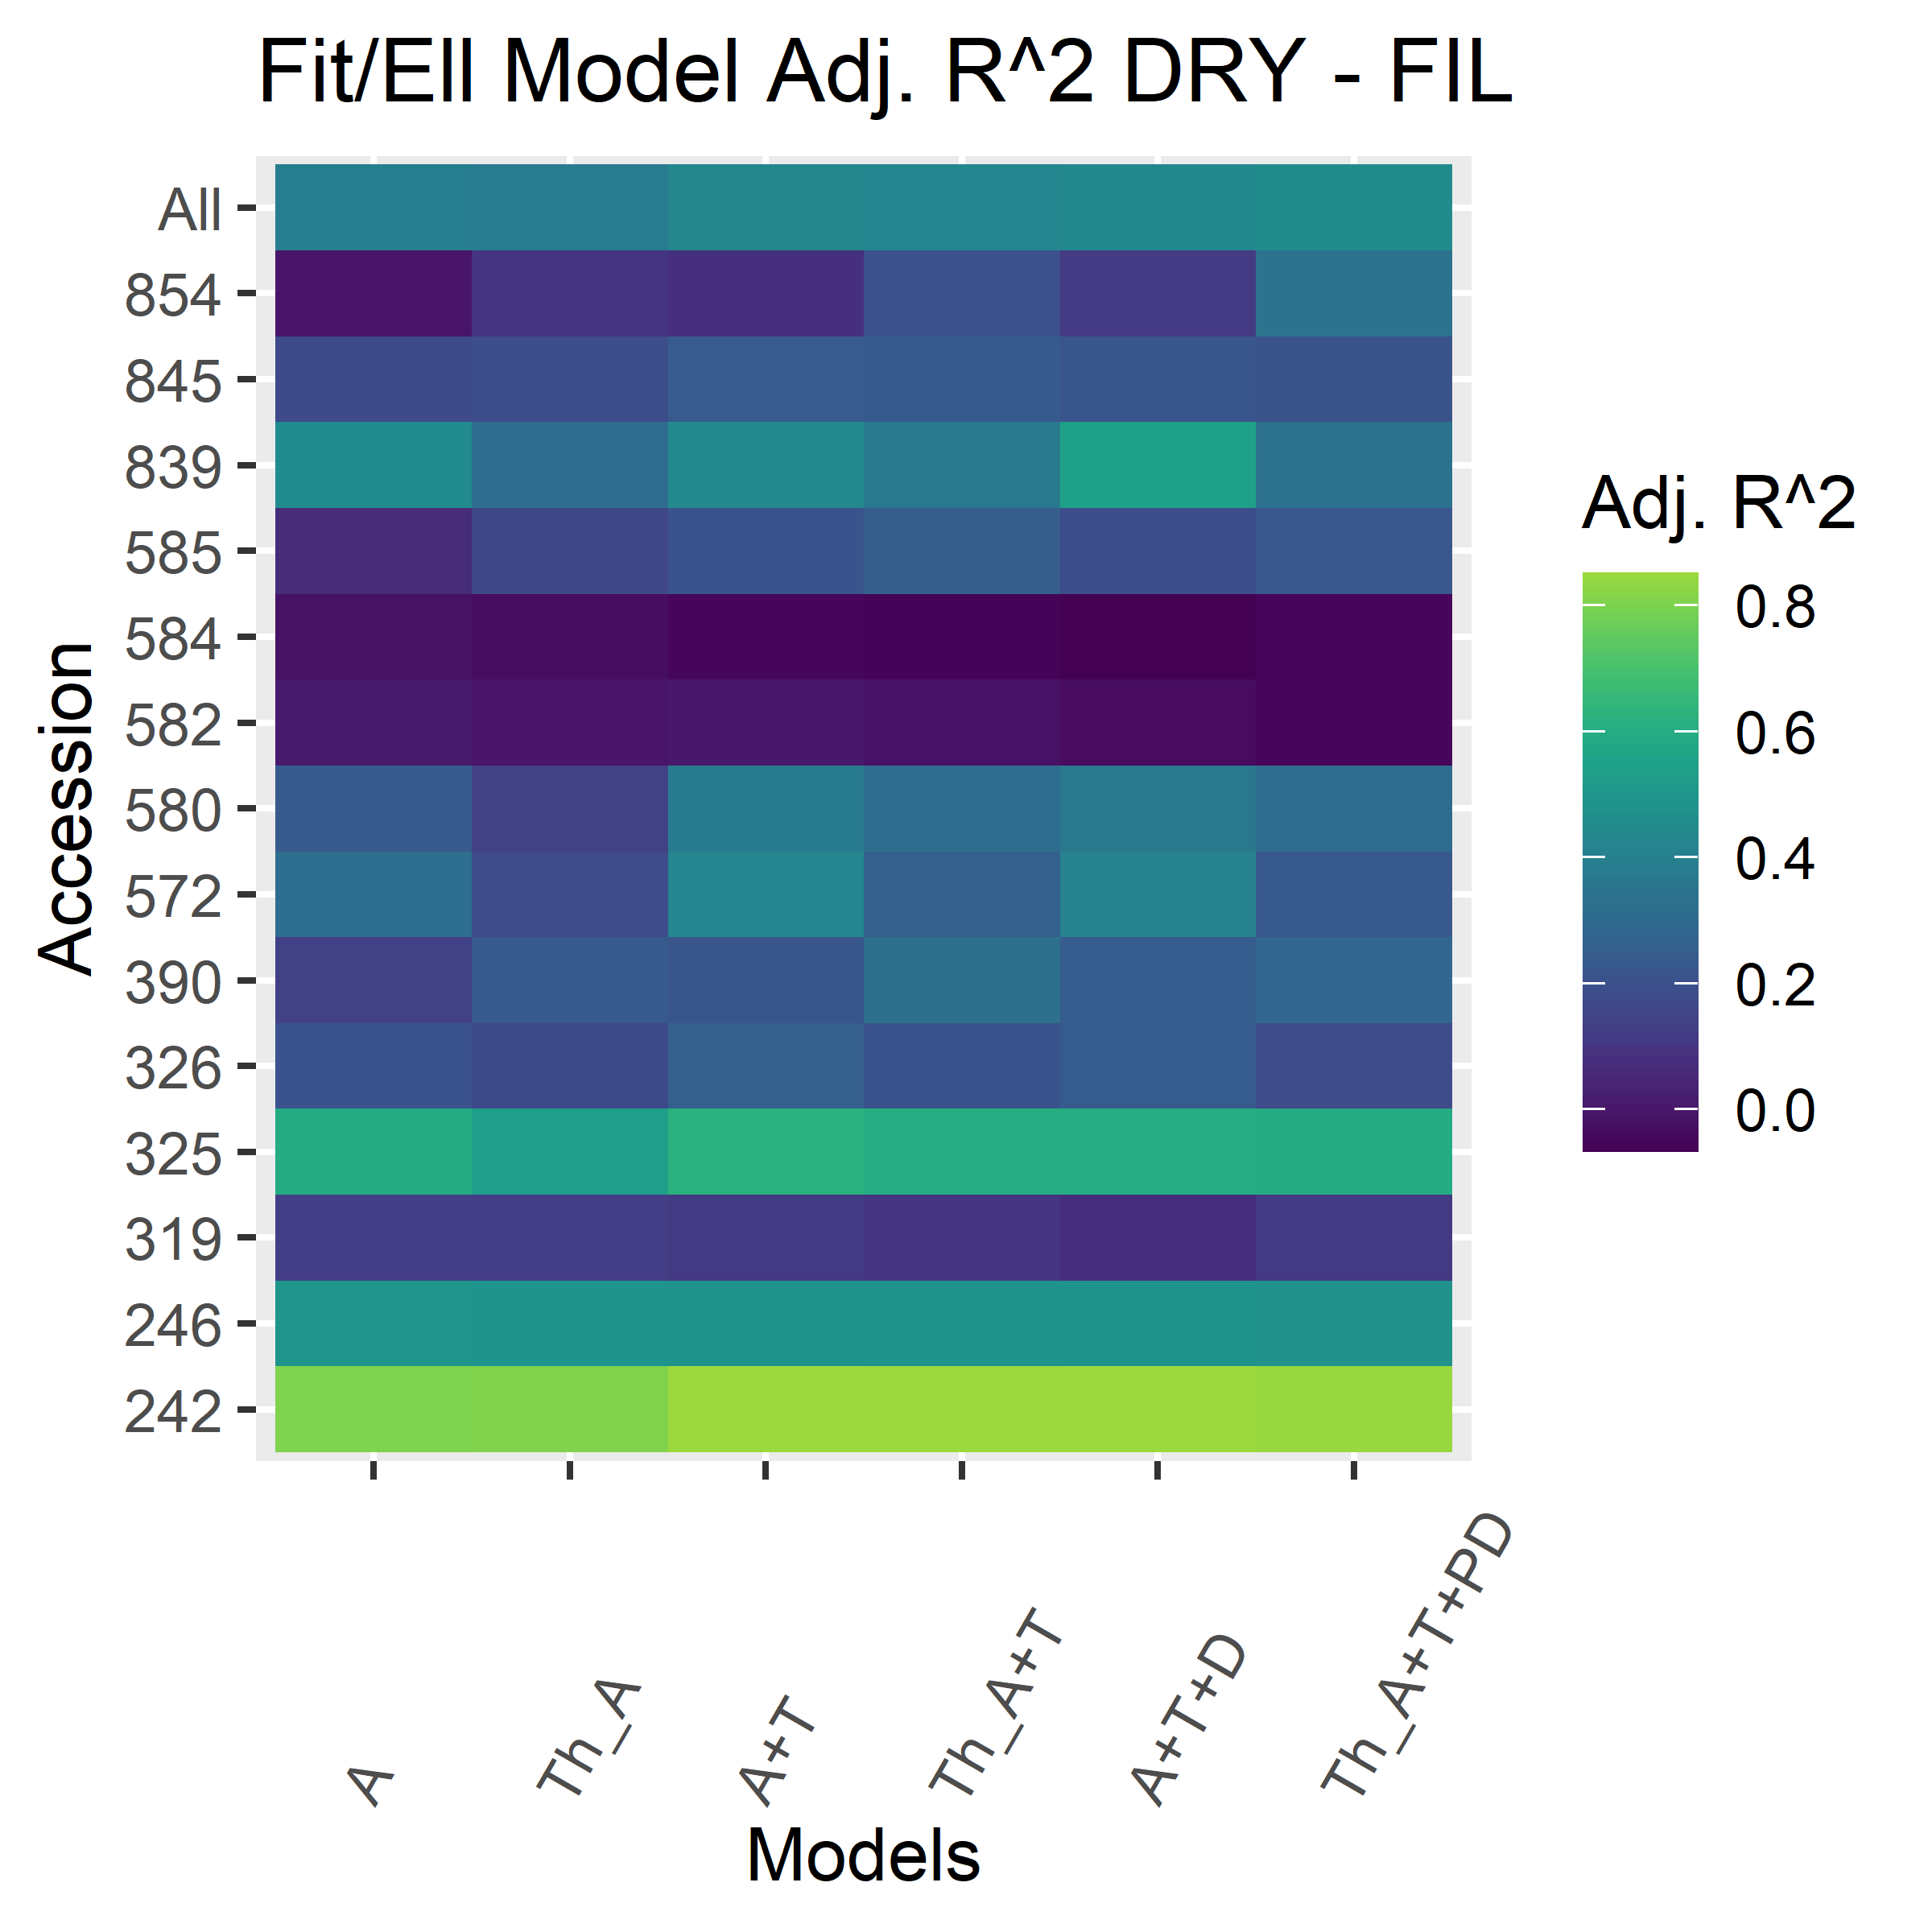 Fit/Ell Model Adj. R^2 DRY - FIL
All
854
845
839
585
584
582
580
572
390
326
325
319
246
242
Accession
A
Th_A
A+T
Th_A+T
A+T+D
Th_A+T+PD
Models
Adj. R^2
0.8
0.6
0.4
0.2
0.0